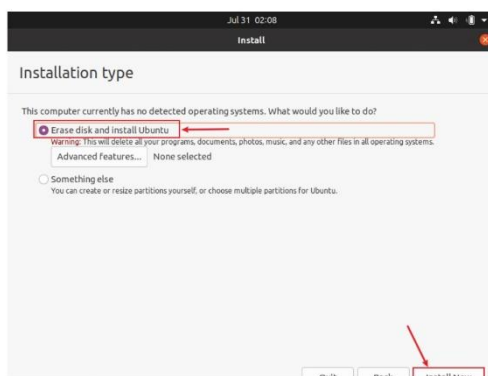 Jul 31 02:08
Install
Installation type
This computer currently has no detected operating systems. What would you like to do?
Erase disk and install Ubuntu
Warning: This will delete all your programs, documents, photos, music, and any other files in all operating systems.
Advanced features... None selected
Something else
You can create or resize partitions yourself, or choose multiple partitions for Ubuntu.
Quit Back Install Now